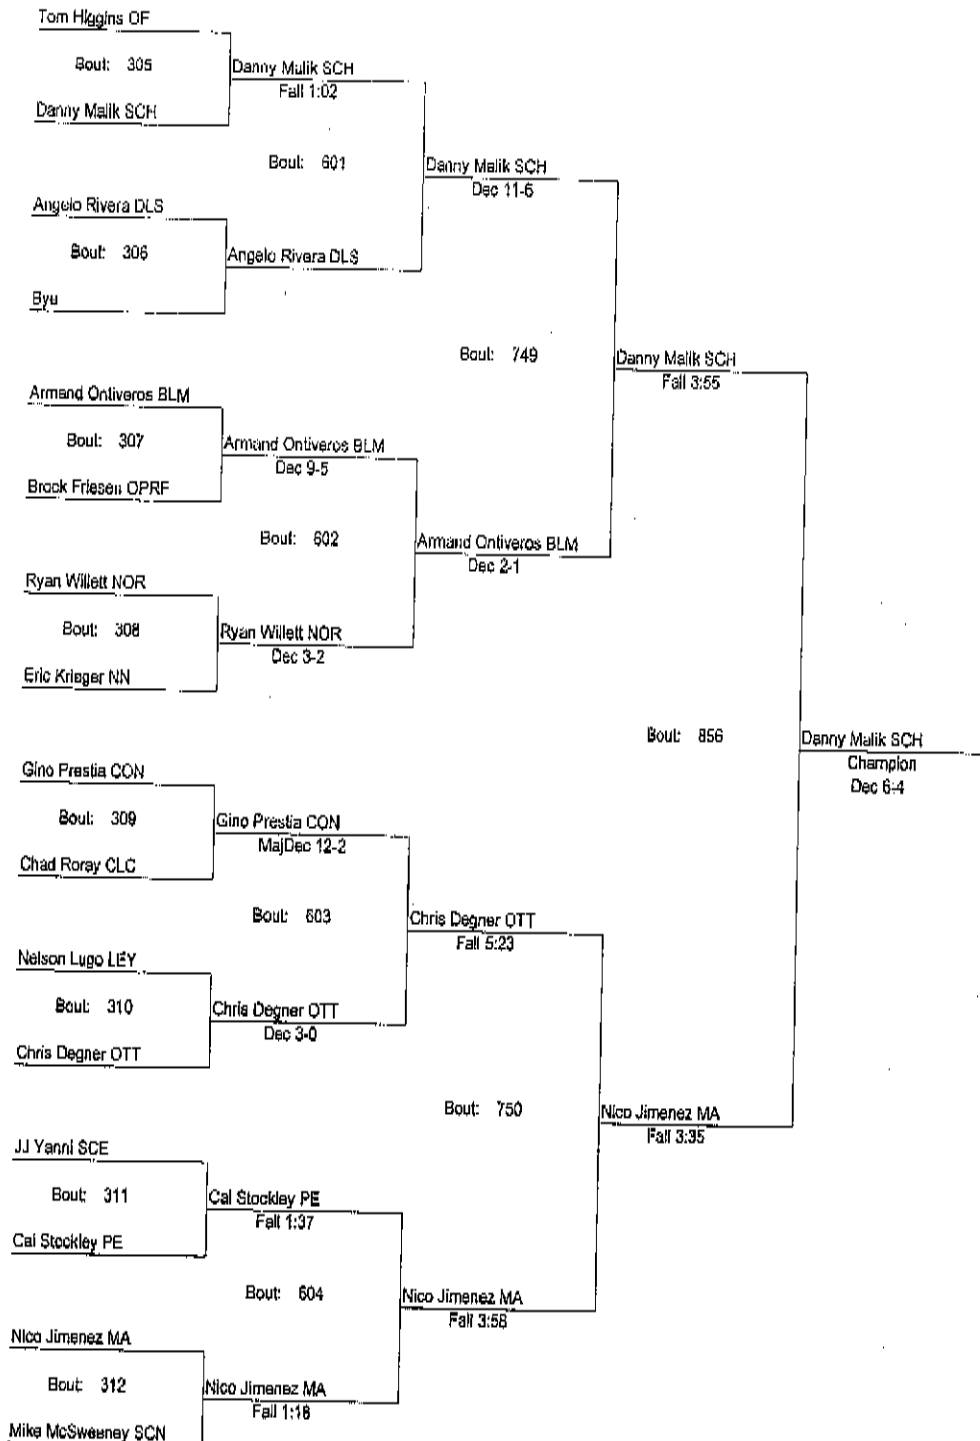 Tom Higgins OF
Bout: 305
Danny Malik SCH
Fall 1:02
Danny Malik SCH
Bout: 601
Danny Malik SCH
Dec 11-6
Angelo Rivera DLS
Bout: 306
Angelo Rivera DLS
Bye
Bout: 749
Danny Malik SCH
Fall 3:55
Armand Ontiveros BLM
Bout: 307
Armand Ontiveros BLM
Dec 9-5
Brock Friesen OPRF
Bout: 602
Armand Ontiveros BLM
Dec 2-1
Ryan Willett NOR
Bout: 308
Ryan Willett NOR
Dec 3-2
Eric Krieger NN
Bout: 856
Danny Malik SCH
Champion
Dec 6-4
Gino Prestia CON
Bout: 309
Gino Prestia CON
MajDec 12-2
Chad Roray CLC
Bout: 603
Chris Degner OTT
Fall 5:23
Nelson Lugo LEY
Bout: 310
Chris Degner OTT
Dec 3-0
Chris Degner OTT
Bout: 750
Nico Jimenez MA
Fall 3:35
JJ Yanni SCE
Bout: 311
Cal Stockley PE
Fall 1:37
Cal Stockley PE
Bout: 604
Nico Jimenez MA
Fall 3:58
Nico Jimenez MA
Bout: 312
Nico Jimenez MA
Fall 1:18
Mike McSweeney SCN